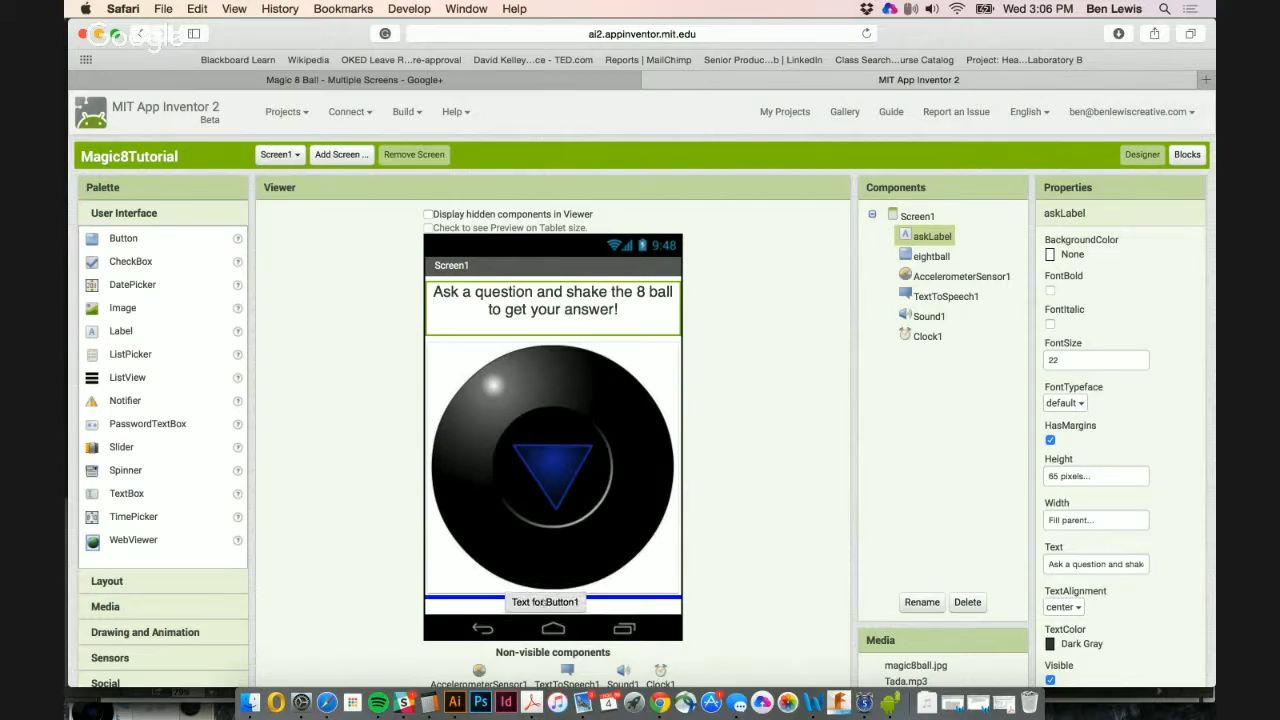 Safari File Edit View History Bookmarks Develop Window Help Wed 3:06 PM Ben Lewis
Google
ai2.appinventor.mit.edu
Blackboard Learn Wikipedia OKED Leave R...re-approval David Kelley,...ce - TED.com Reports | MailChimp Senior Produc...b | LinkedIn Class Search...urse Catalog Project: Hea...Laboratory B
Magic 8 Ball - Multiple Screens - Google+ MIT App Inventor 2
MIT App Inventor 2
Beta
Projects Connect Build Help My Projects Gallery Guide Report an Issue English ben@benlewiscreative.com
Magic8Tutorial Screen1 Add Screen ... Remove Screen Designer Blocks
Palette
User Interface
Button
CheckBox
DatePicker
Image
Label
ListPicker
ListView
Notifier
PasswordTextBox
Slider
Spinner
TextBox
TimePicker
WebViewer
Layout
Media
Drawing and Animation
Sensors
Social
Viewer
Display hidden components in Viewer
Check to see Preview on Tablet size.
9:48
Screen1
Ask a question and shake the 8 ball
to get your answer!
Text for Button1
Non-visible components
AccelerometerSensor1 TextToSpeech1 Sound1 Clock1
Components
Screen1
askLabel
eightball
AccelerometerSensor1
TextToSpeech1
Sound1
Clock1
Rename Delete
Media
magic8ball.jpg
Tada.mp3
Properties
askLabel
BackgroundColor
None
FontBold
FontItalic
FontSize
22
FontTypeface
default
HasMargins
Height
65 pixels...
Width
Fill parent...
Text
Ask a question and shak
TextAlignment
center
TextColor
Dark Gray
Visible
Ai Ps Id